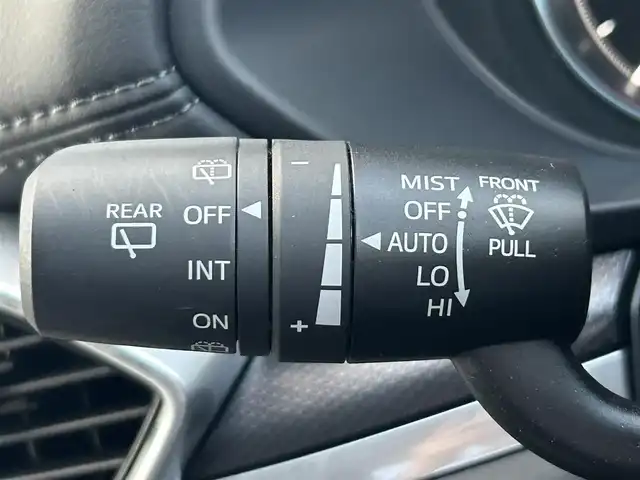 REAR
OFF
INT
ON
−
+
MIST
OFF
AUTO
LO
HI
FRONT
PULL